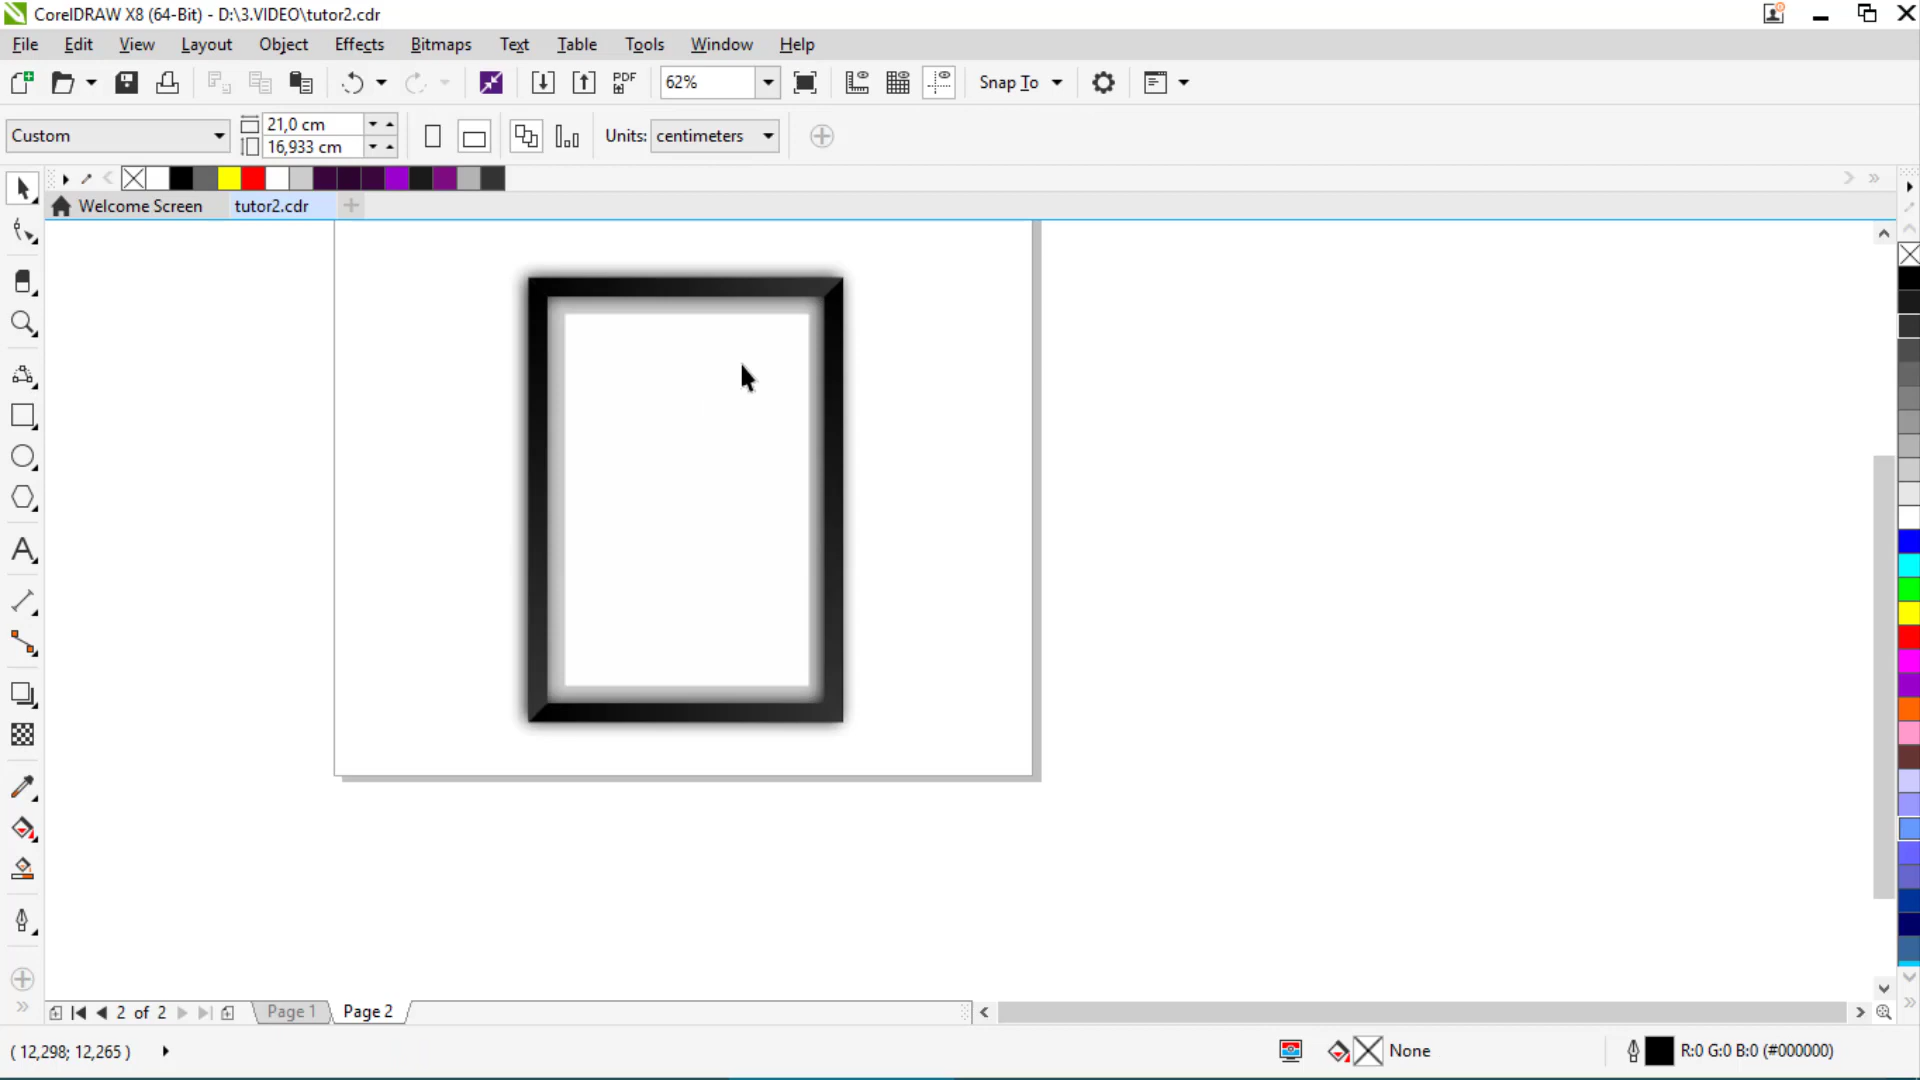 CorelDRAW X8 (64-Bit) - D:\3.VIDEO\tutor2.cdr
File Edit View Layout Object Effects Bitmaps Text Table Tools Window Help
PDF 62% Snap To
Custom 21,0 cm Units: centimeters
16,933 cm
Welcome Screen tutor2.cdr
A
2 of 2 Page 1 Page 2
( 12,298; 12,265 ) None R:0 G:0 B:0 (#000000)